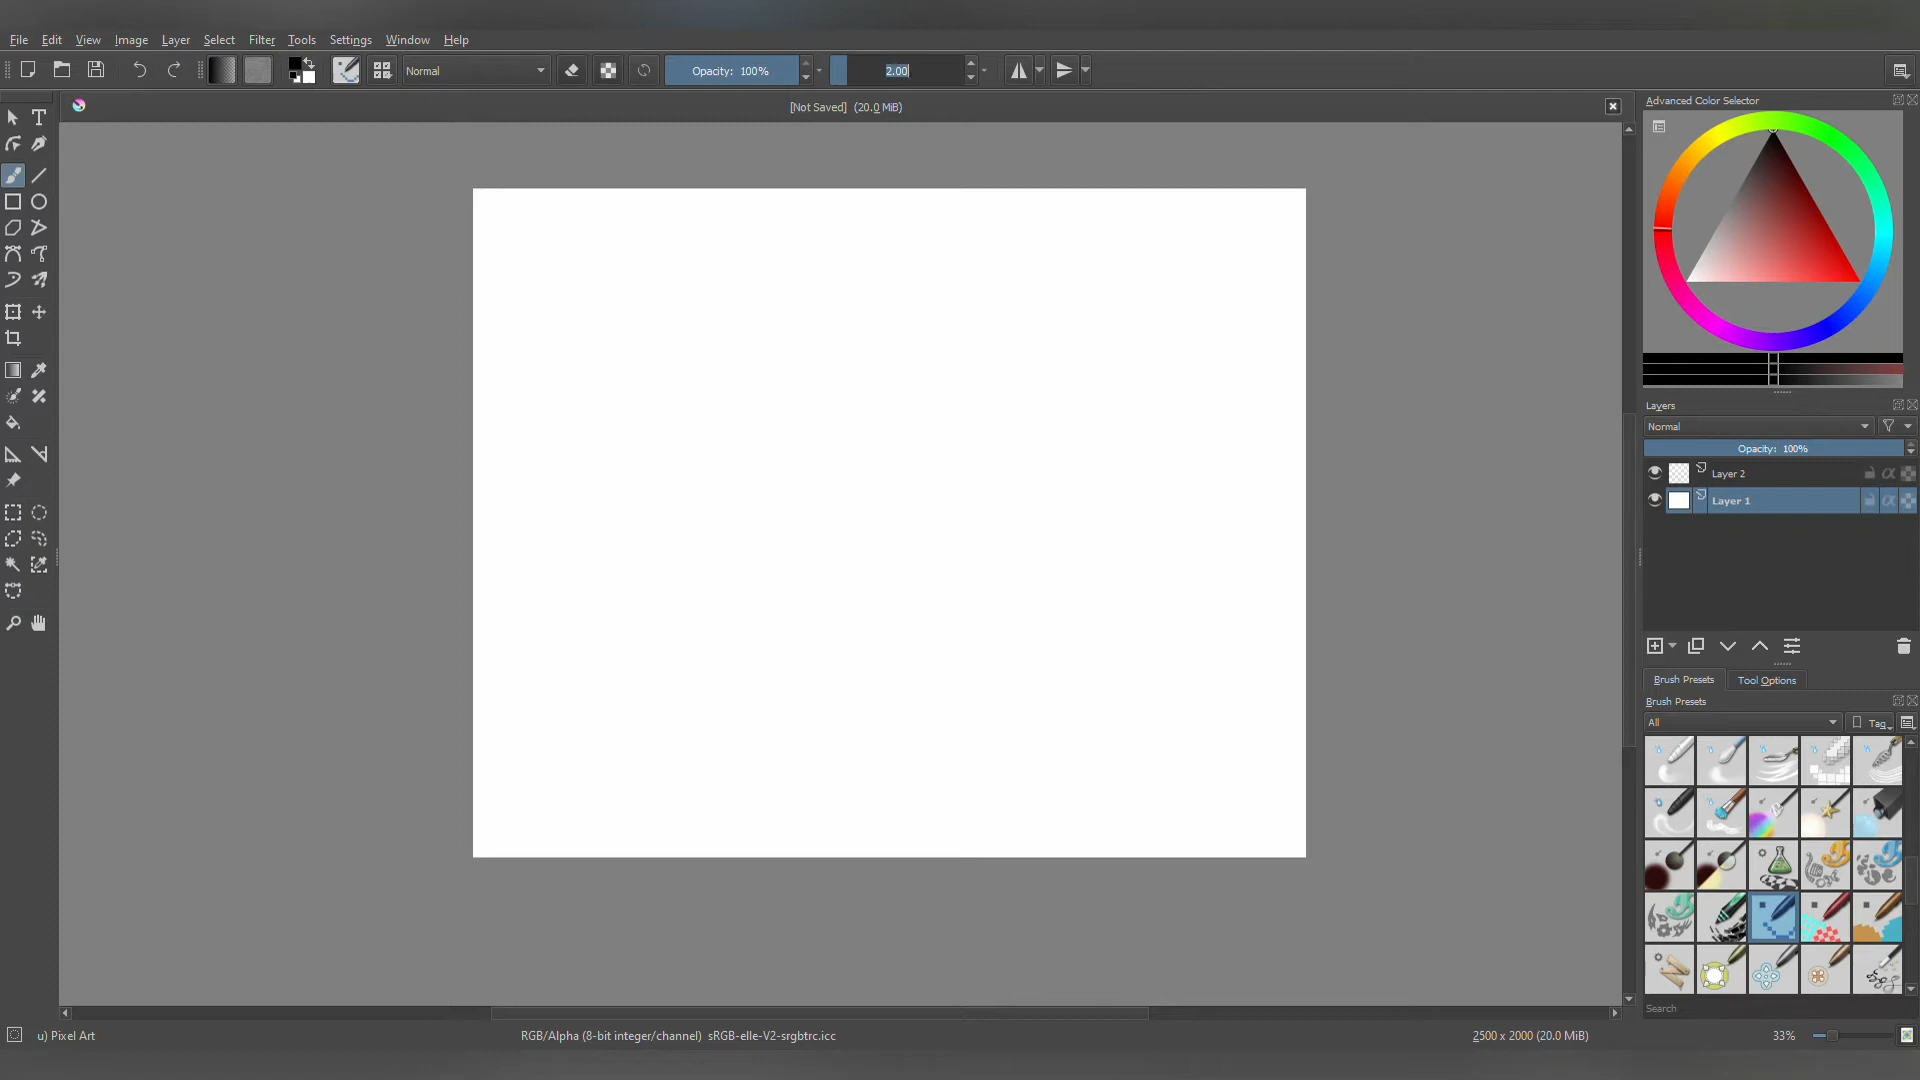 File Edit View Image Layer Select Filter Tools Settings Window Help
Normal Opacity: 100% 2.00
[Not Saved] (20.0 MiB)
Advanced Color Selector
Layers
Normal
Opacity: 100%
Layer 2
Layer 1
Brush Presets Tool Options
Brush Presets
All Tag
Search
u) Pixel Art RGB/Alpha (8-bit integer/channel) sRGB-elle-V2-srgbtrc.icc 2500 x 2000 (20.0 MiB) 33%